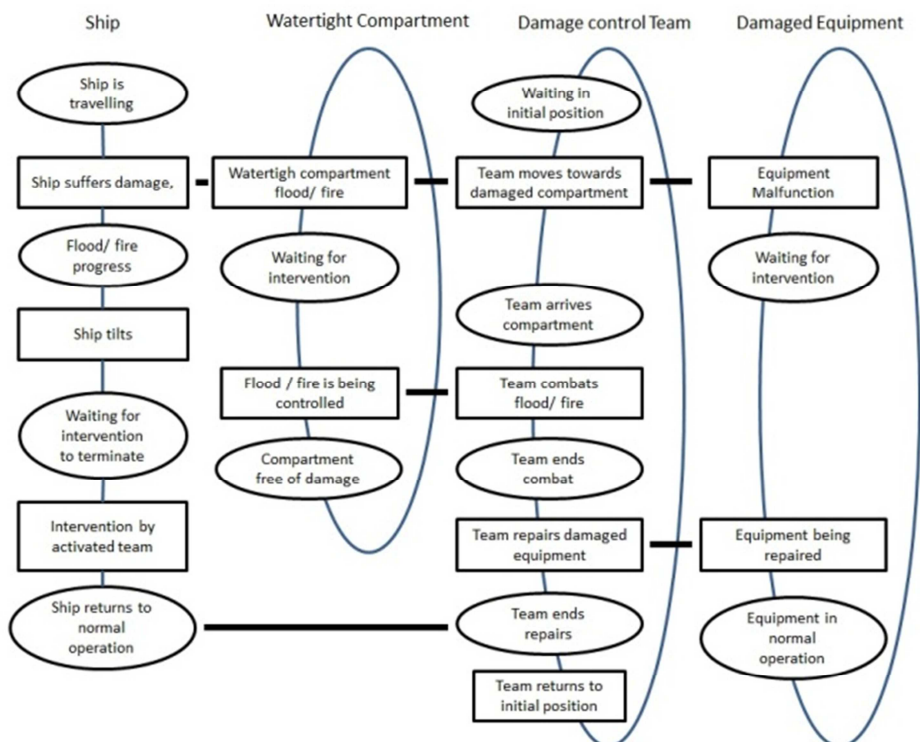 Ship
Watertight Compartment
Damage control Team
Damaged Equipment
Ship is
travelling
Waiting in
initial position
Ship suffers damage,
Watertigh compartment
flood/ fire
Team moves towards
damaged compartment
Equipment
Malfunction
Flood/ fire
progress
Waiting for
intervention
Waiting for
intervention
Team arrives
compartment
Ship tilts
Flood / fire is being
controlled
Team combats
flood/ fire
Waiting for
intervention
to terminate
Compartment
free of damage
Team ends
combat
Intervention by
activated team
Team repairs damaged
equipment
Equipment being
repaired
Ship returns to
normal
operation
Team ends
repairs
Equipment in
normal
operation
Team returns to
initial position